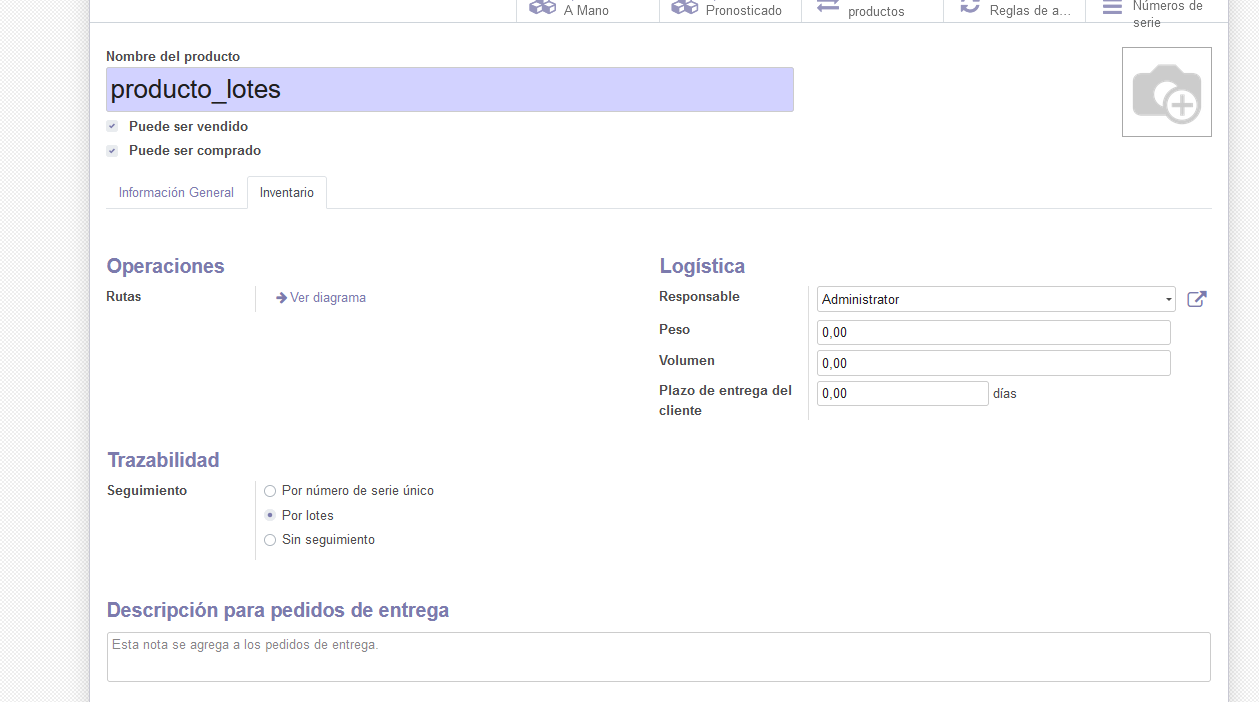 A Mano
Pronosticado
productos
Reglas de a...
Números de
serie
Nombre del producto
producto_lotes
Puede ser vendido
Puede ser comprado
Información General
Inventario
Operaciones
Rutas
Ver diagrama
Logística
Responsable
Administrator
Peso
0,00
Volumen
0,00
Plazo de entrega del
cliente
0,00 días
Trazabilidad
Seguimiento
Por número de serie único
Por lotes
Sin seguimiento
Descripción para pedidos de entrega
Esta nota se agrega a los pedidos de entrega.